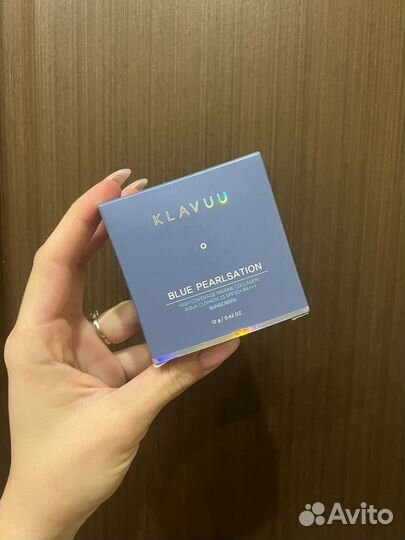 KLAVUU
BLUE PEARLSATION
HIGH COVERAGE MARINE COLLAGEN
AQUA CUSHION 23 SPF50+ PA+++
SUNSCREEN
12 g / 0.42 OZ.
Avito